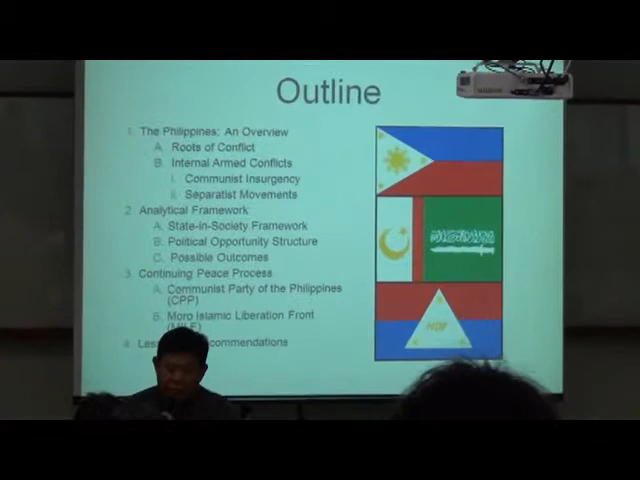 Outline
1. The Philippines: An Overview
A. Roots of Conflict
B. Internal Armed Conflicts
i. Communist Insurgency
ii. Separatist Movements
2. Analytical Framework
A. State-in-Society Framework
B. Political Opportunity Structure
C. Possible Outcomes
3. Continuing Peace Process
A. Communist Party of the Philippines
(CPP)
B. Moro Islamic Liberation Front
(MILF)
4.
NDF